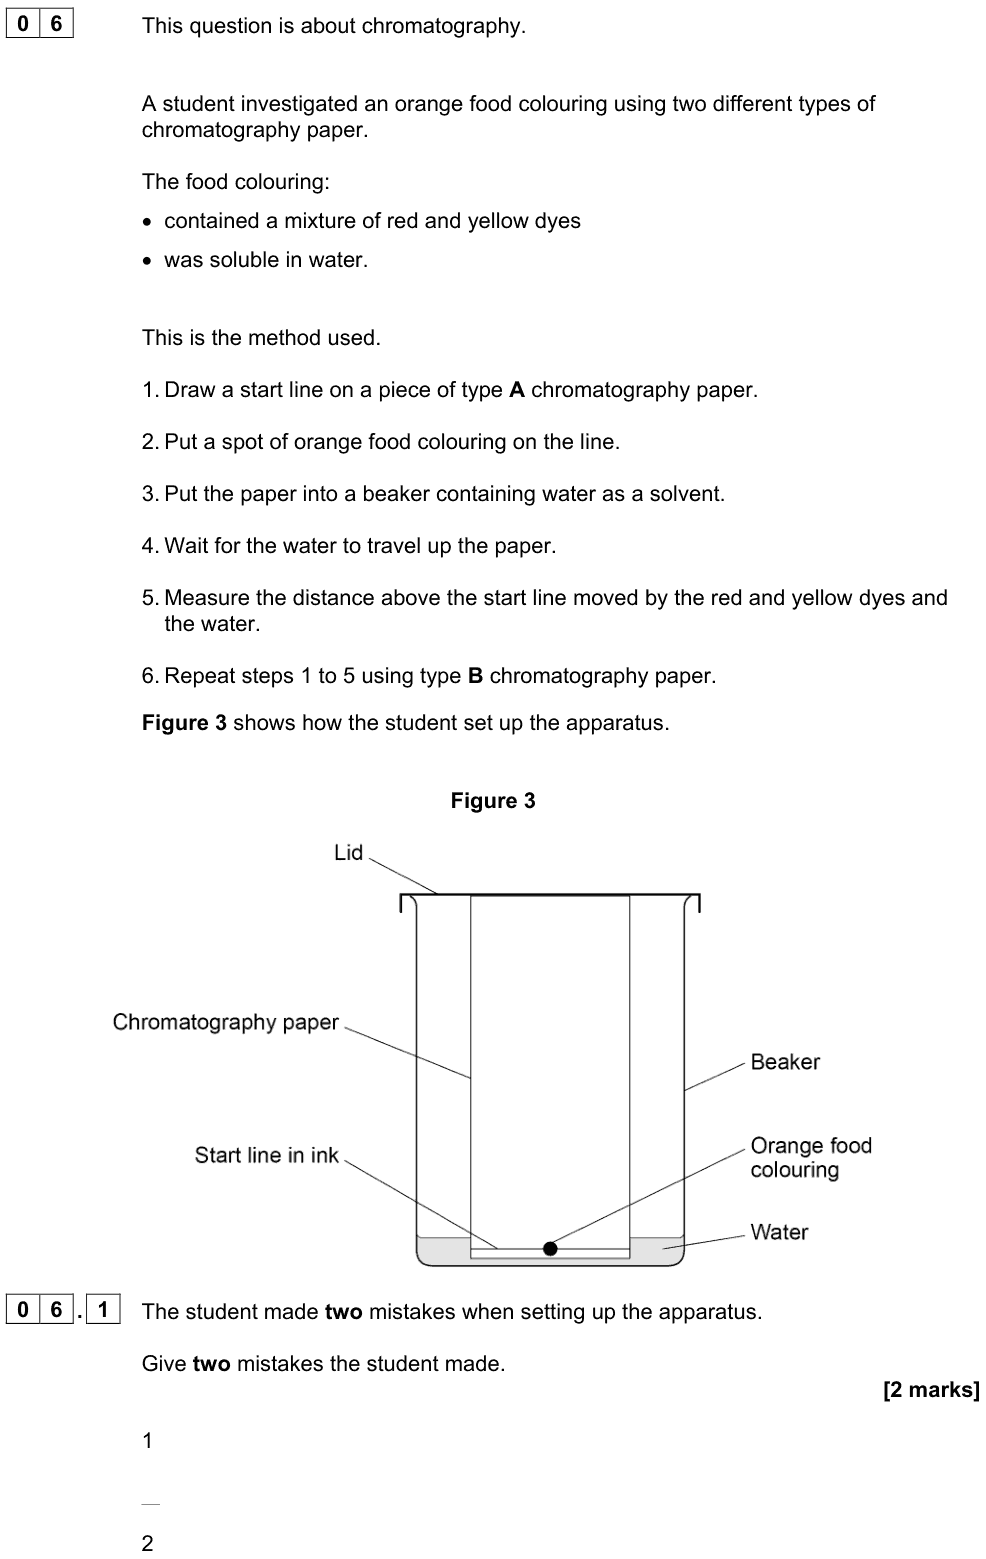 0 6 This question is about chromatography.
A student investigated an orange food colouring using two different types of
chromatography paper.
The food colouring:
• contained a mixture of red and yellow dyes
• was soluble in water.
This is the method used.
1. Draw a start line on a piece of type A chromatography paper.
2. Put a spot of orange food colouring on the line.
3. Put the paper into a beaker containing water as a solvent.
4. Wait for the water to travel up the paper.
5. Measure the distance above the start line moved by the red and yellow dyes and
the water.
6. Repeat steps 1 to 5 using type B chromatography paper.
Figure 3 shows how the student set up the apparatus.
Figure 3
Lid
Chromatography paper
Beaker
Start line in ink
Orange food
colouring
Water
0 6 . 1 The student made two mistakes when setting up the apparatus.
Give two mistakes the student made.
[2 marks]
1
2